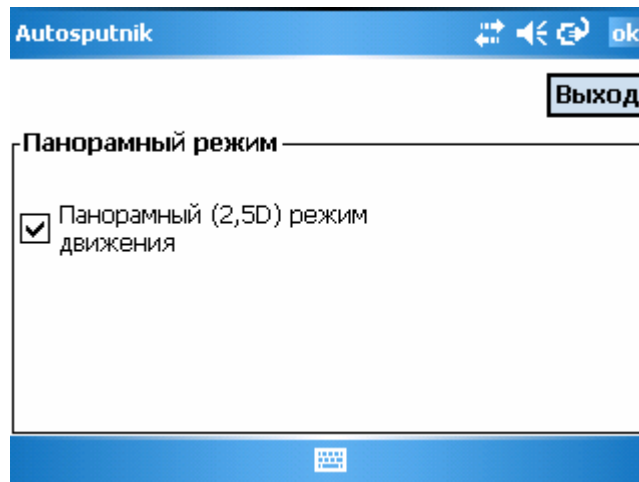 Autosputnik
ok
Выход
Панорамный режим
Панорамный (2,5D) режим
движения